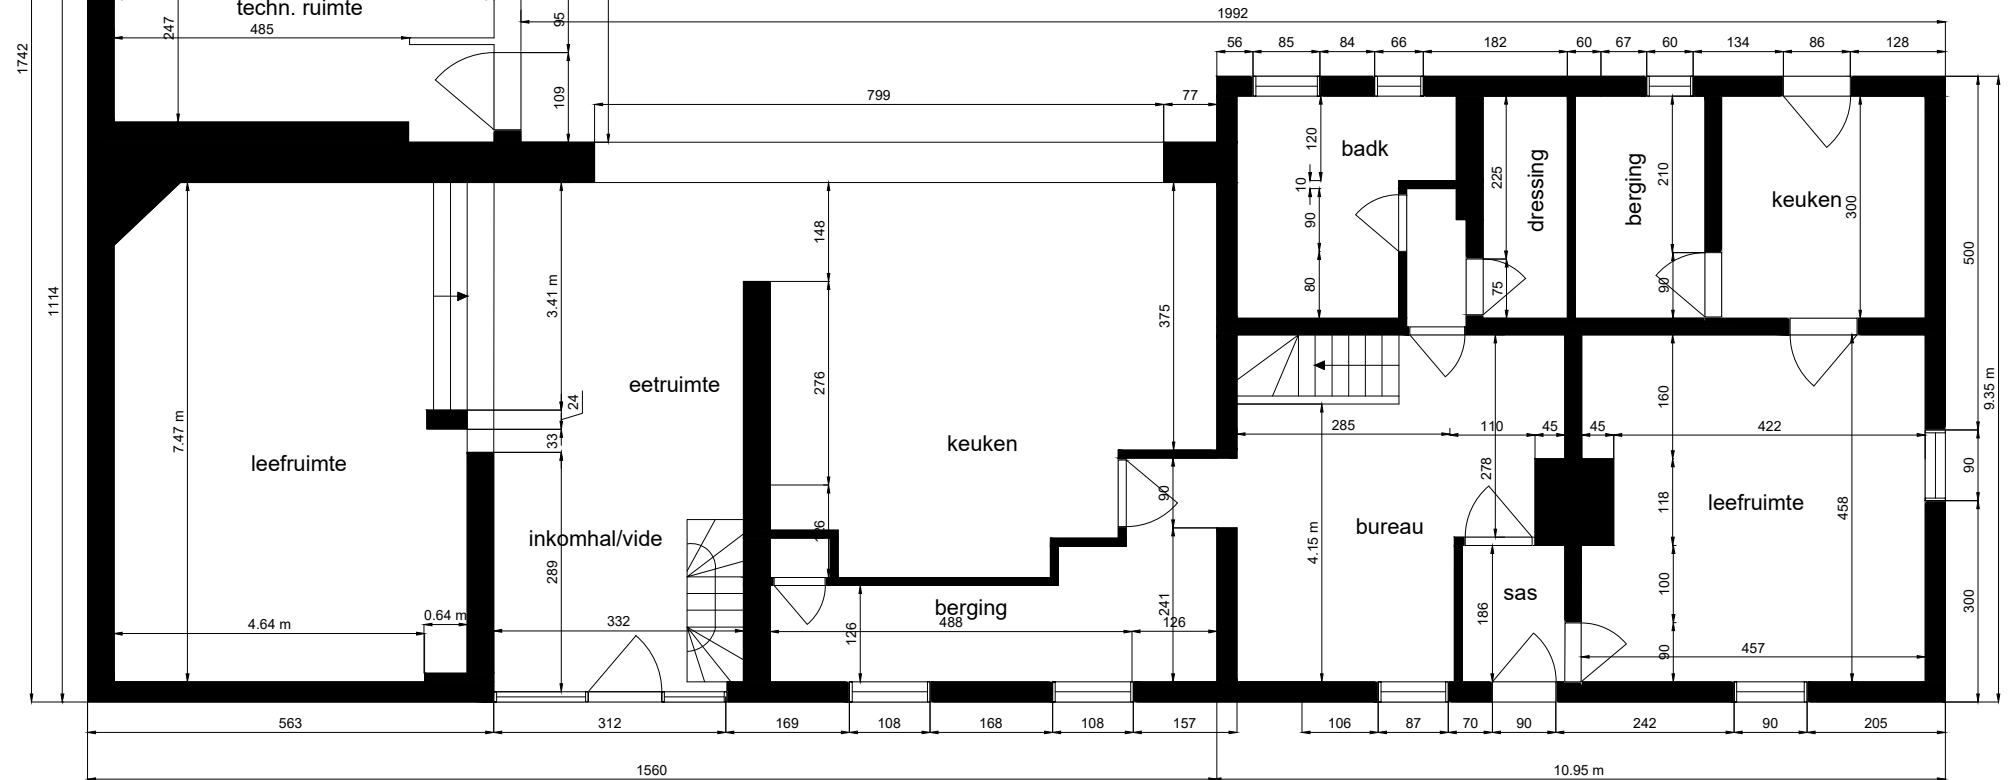 techn. ruimte
485
247
95
1992
1742
109
56 85 84 66 182 60 67 60 134 86 128
799 77
badk
120
10
90
80
225
dressing
75
berging
210
90
keuken
300
500
9.35 m
1114
148
3.41 m
375
276
eetruimte
24
33
7.47 m
leefruimte
keuken
285 110 45 45 422
160
278
118
458
90
90
leefruimte
bureau
4.15 m
inkomhal/vide
289
sas
186
100
90
300
berging
488
126
241
126
4.64 m
0.64 m
332
457
563 312 169 108 168 108 157 106 87 70 90 242 90 205
1560 10.95 m